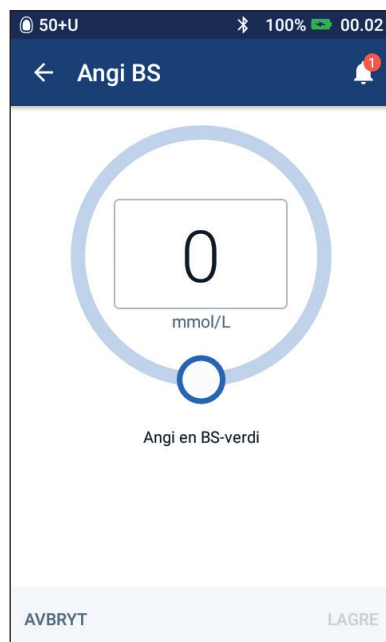 50+U 100% 00.02
Angi BS 1
0
mmol/L
Angi en BS-verdi
AVBRYT LAGRE